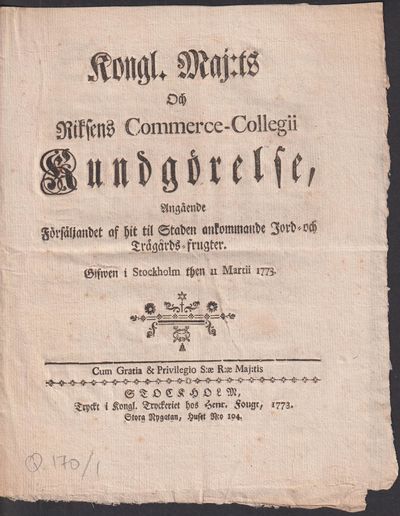 Kongl. Maj:ts
Och
Riksens Commerce-Collegii
Kundgörelse,
Angående
Försäljandet af hit til Staden ankommande Jord- och
Trägårds-frugter.
Gifwen i Stockholm then 11 Martii 1773.
Cum Gratia & Privilegio S:æ R:æ Maj:tis
STOCKHOLM,
Tryckt i Kongl. Tryckeriet hos Henr. Fougt, 1773.
Stora Nygatan, Huset N:o 194.
Q.170/1